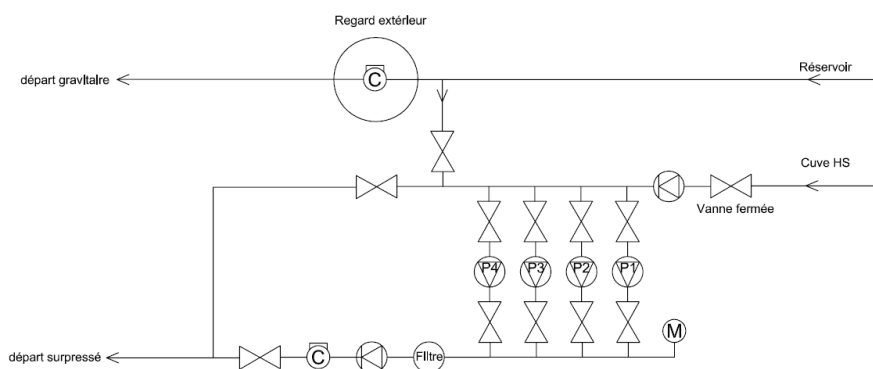 Regard extérieur
départ gravitaire
C
Réservoir
Cuve HS
Vanne fermée
P4
P3
P2
P1
M
départ surpressé
C
Filtre